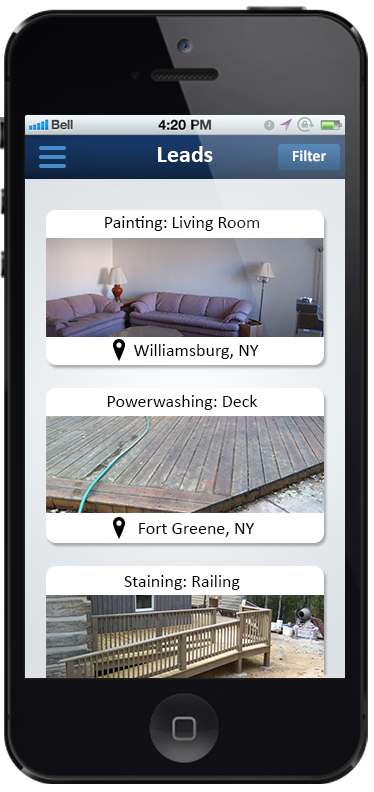 Bell 4:20 PM
Leads Filter
Painting: Living Room
Williamsburg, NY
Powerwashing: Deck
Fort Greene, NY
Staining: Railing